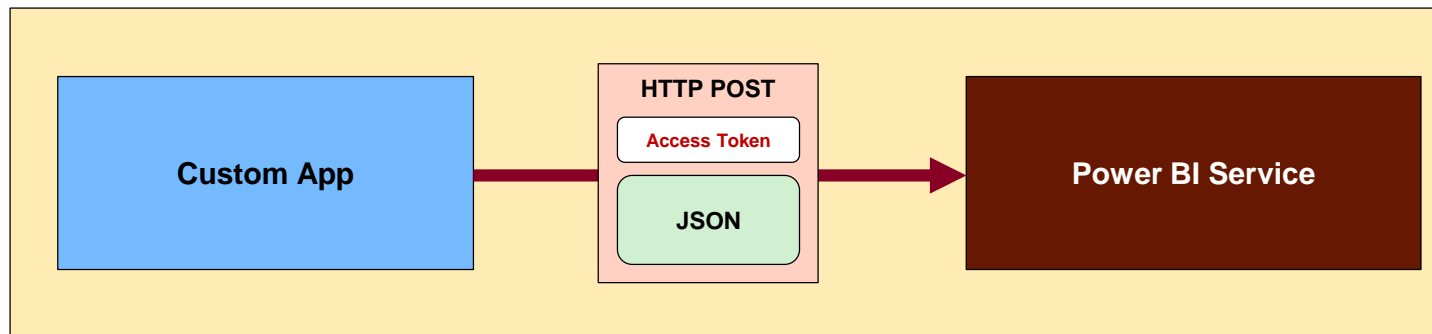 Custom App
HTTP POST
Access Token
JSON
Power BI Service